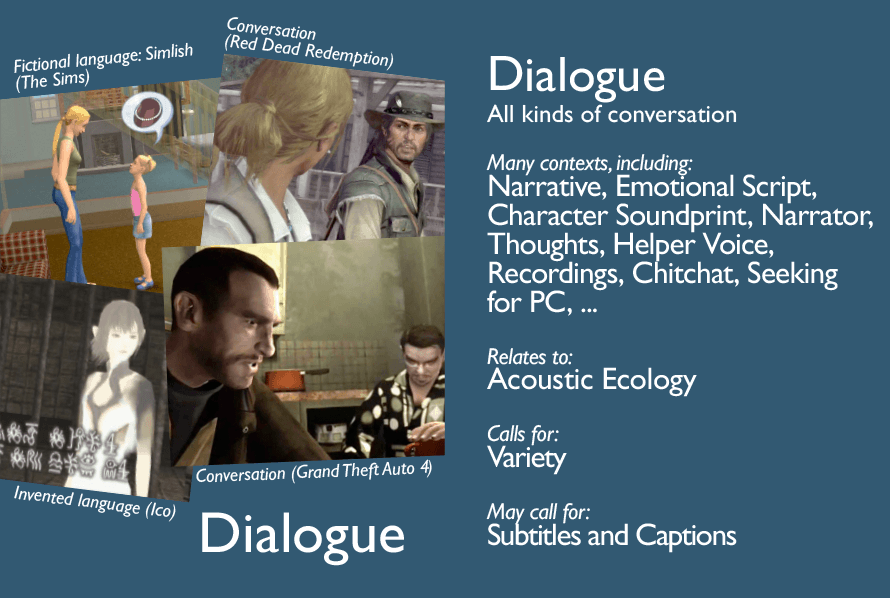 Fictional language: Simlish
(The Sims)
Conversation
(Red Dead Redemption)
Invented language (Ico)
Conversation (Grand Theft Auto 4)
Dialogue
Dialogue
All kinds of conversation
Many contexts, including:
Narrative, Emotional Script,
Character Soundprint, Narrator,
Thoughts, Helper Voice,
Recordings, Chitchat, Seeking
for PC, ...
Relates to:
Acoustic Ecology
Calls for:
Variety
May call for:
Subtitles and Captions